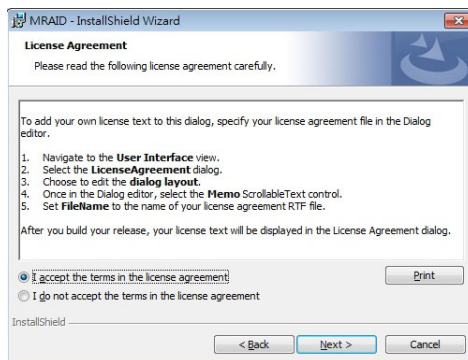 MRAID - InstallShield Wizard
License Agreement
Please read the following license agreement carefully.
To add your own license text to this dialog, specify your license agreement file in the Dialog
editor.
1. Navigate to the User Interface view.
2. Select the LicenseAgreement dialog.
3. Choose to edit the dialog layout.
4. Once in the Dialog editor, select the Memo ScrollableText control.
5. Set FileName to the name of your license agreement RTF file.
After you build your release, your license text will be displayed in the License Agreement dialog.
I accept the terms in the license agreement
Print
I do not accept the terms in the license agreement
InstallShield
< Back
Next >
Cancel